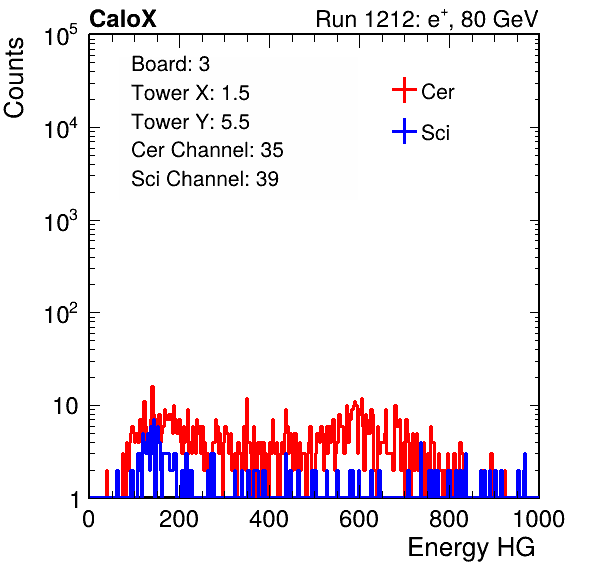 CaloX Run 1212: e⁺, 80 GeV
Counts
10⁵
10⁴
10³
10²
10
1
Board: 3
Tower X: 1.5
Tower Y: 5.5
Cer Channel: 35
Sci Channel: 39
Cer
Sci
0 200 400 600 800 1000
Energy HG